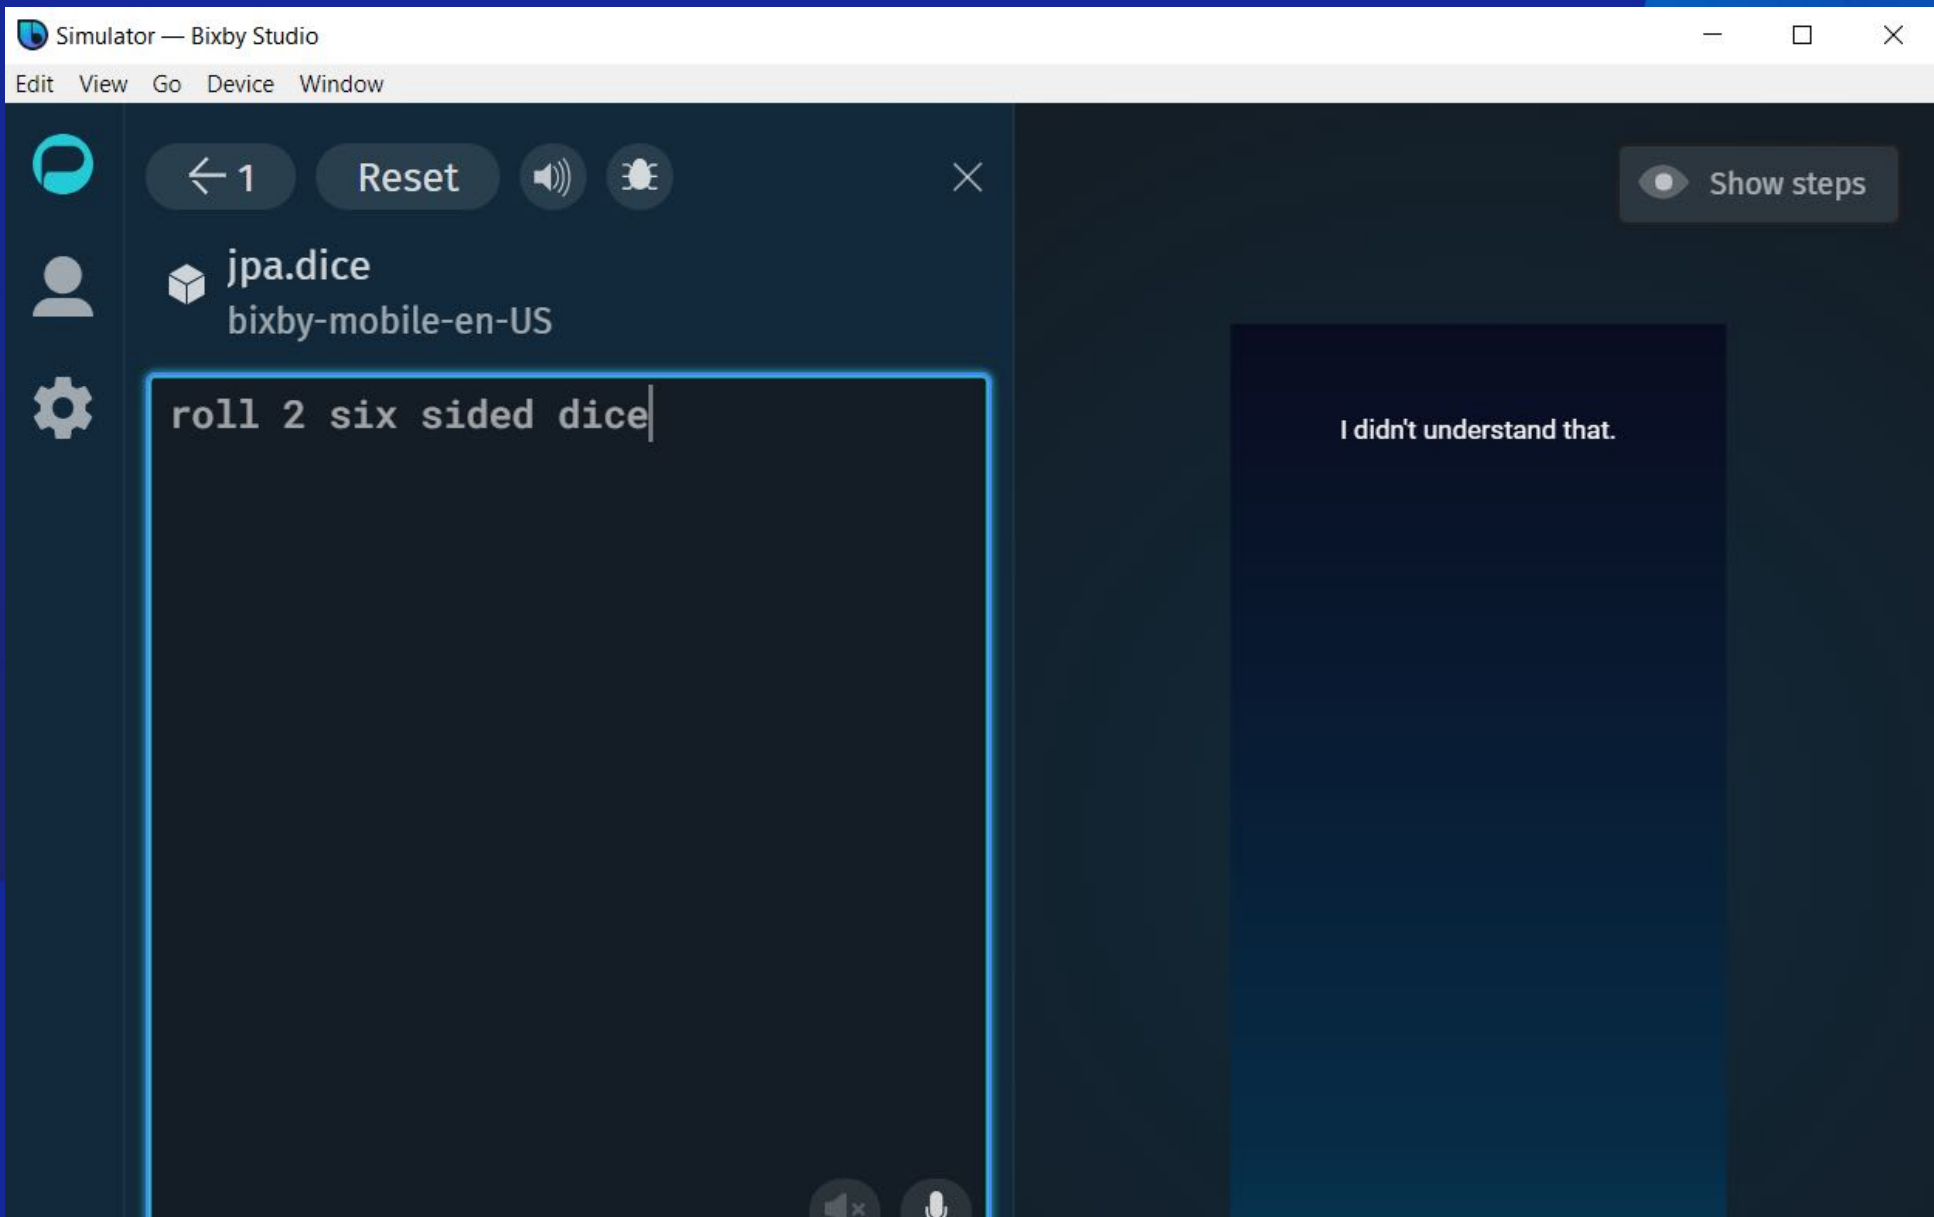 Simulator — Bixby Studio
Edit View Go Device Window
1 Reset
Show steps
jpa.dice
bixby-mobile-en-US
roll 2 six sided dice
I didn't understand that.